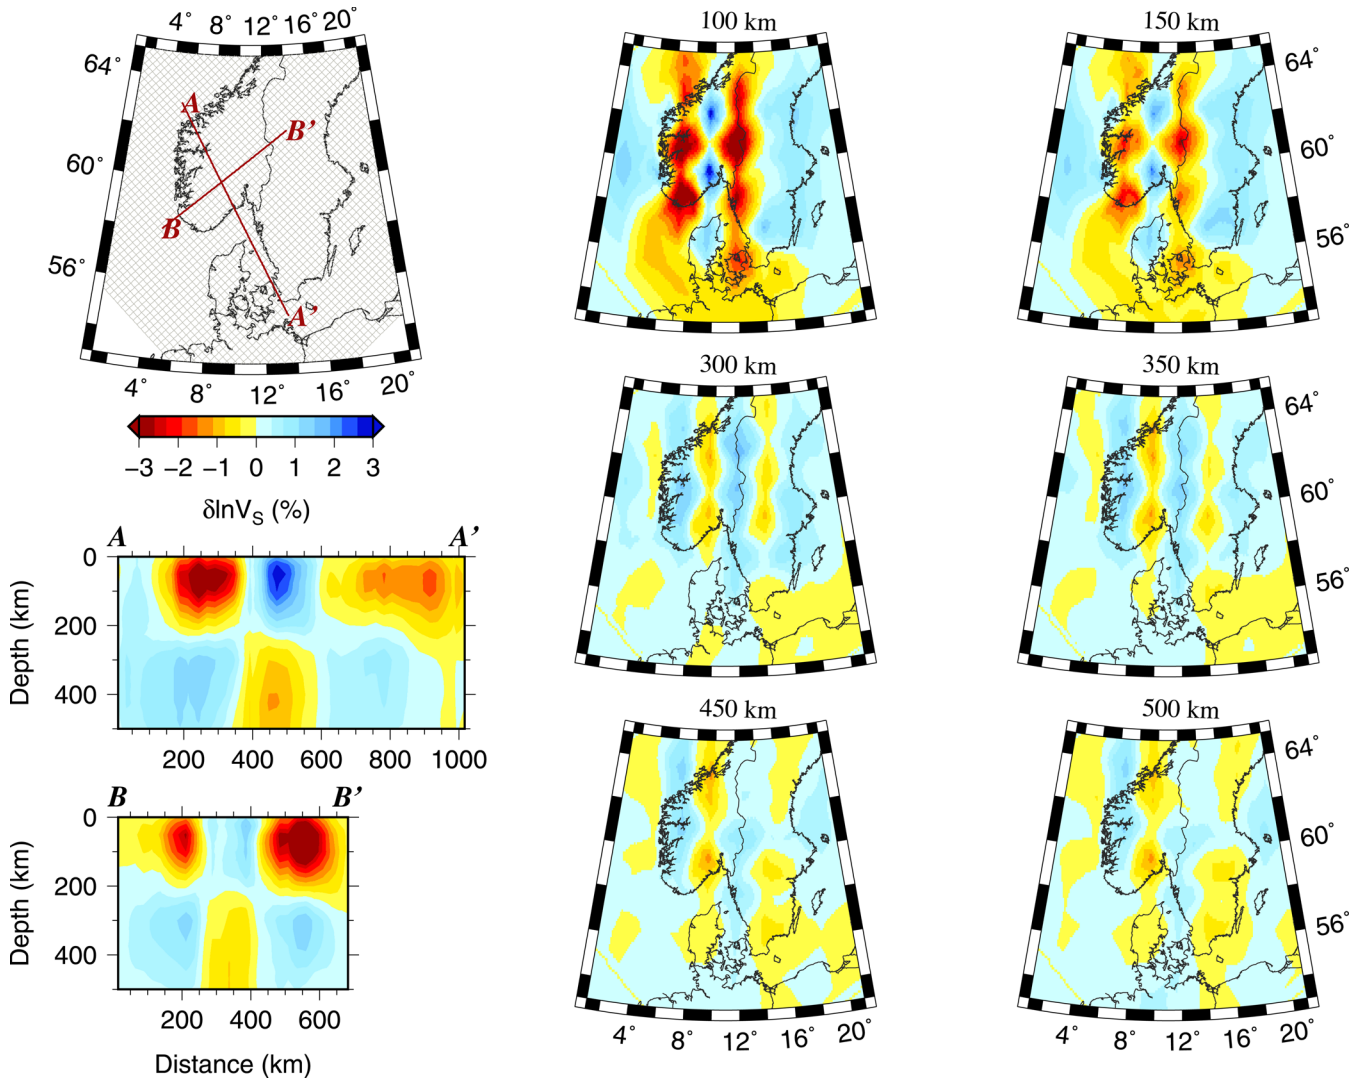 4° 8° 12° 16° 20°
64°
60°
56°
A
B'
B
A'
4° 8° 12° 16° 20°
−3 −2 −1 0 1 2 3
δlnVS (%)
A A'
0
200
400
Depth (km)
200 400 600 800 1000
B B'
0
200
400
Depth (km)
200 400 600
Distance (km)
100 km
150 km
64°
60°
56°
300 km
350 km
64°
60°
56°
450 km
500 km
64°
60°
56°
4° 8° 12° 16° 20°
4° 8° 12° 16° 20°